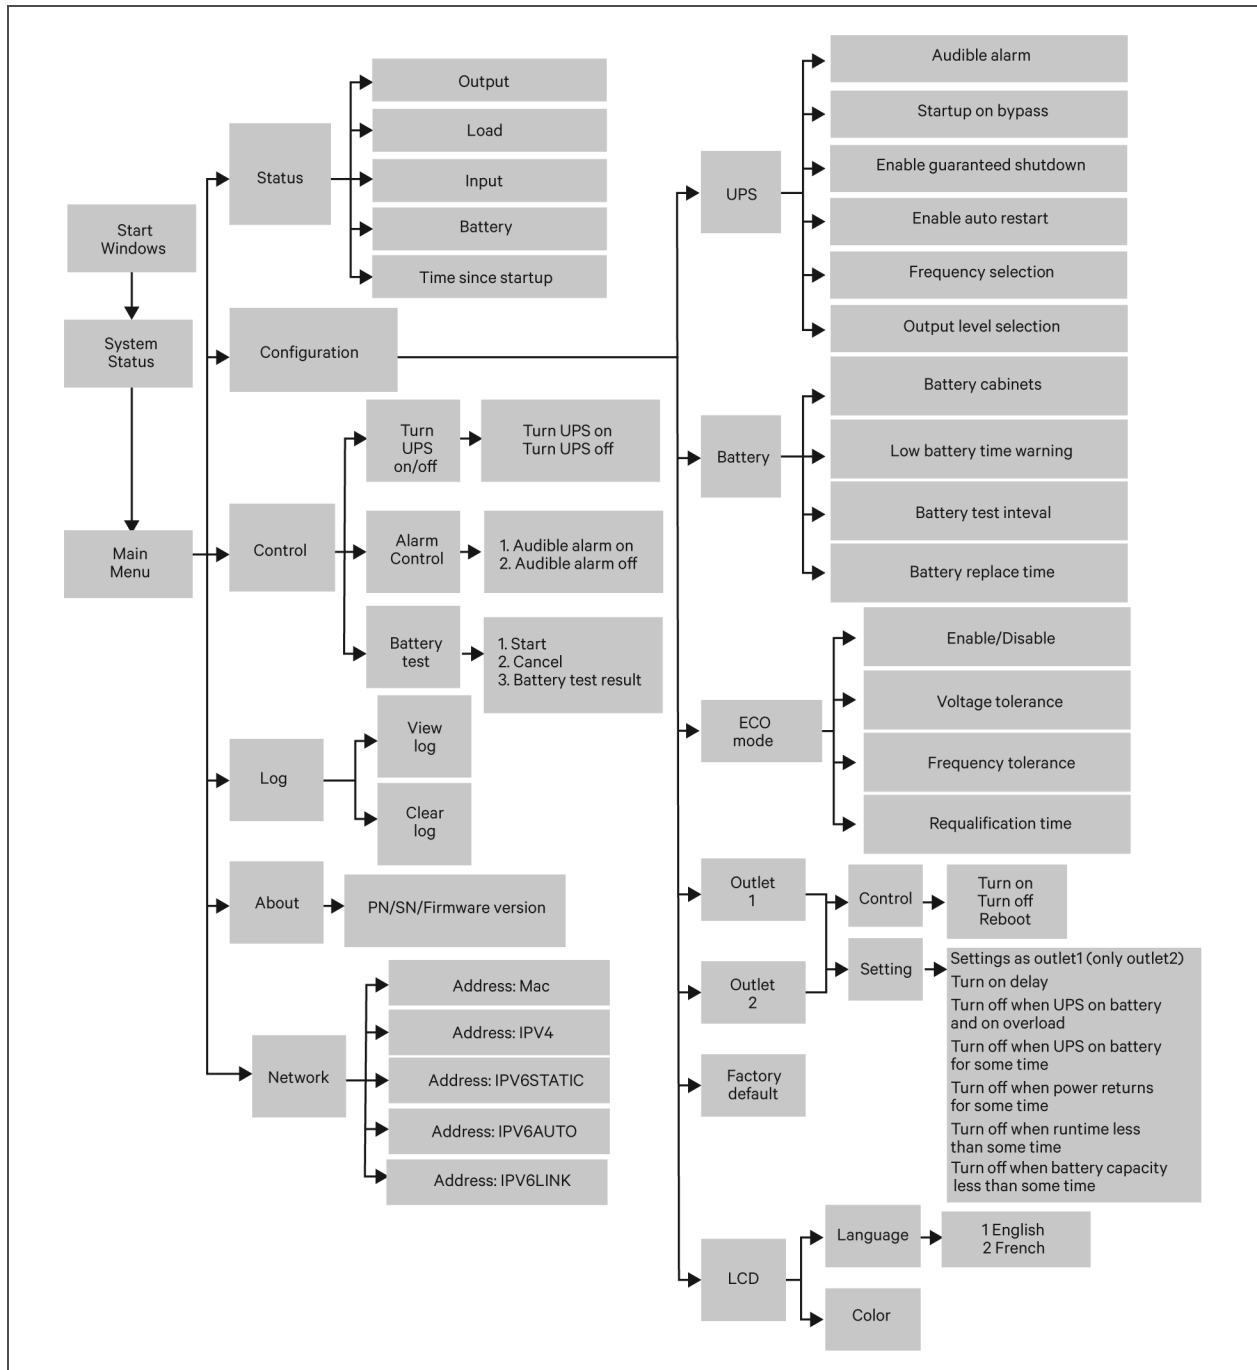 Start
Windows
System
Status
Main
Menu
Status
Output
Load
Input
Battery
Time since startup
Configuration
Control
Turn
UPS
on/off
Turn UPS on
Turn UPS off
Alarm
Control
1. Audible alarm on
2. Audible alarm off
Battery
test
1. Start
2. Cancel
3. Battery test result
Log
View
log
Clear
log
About
PN/SN/Firmware version
Network
Address: Mac
Address: IPV4
Address: IPV6STATIC
Address: IPV6AUTO
Address: IPV6LINK
UPS
Audible alarm
Startup on bypass
Enable guaranteed shutdown
Enable auto restart
Frequency selection
Output level selection
Battery
Battery cabinets
Low battery time warning
Battery test inteval
Battery replace time
ECO
mode
Enable/Disable
Voltage tolerance
Frequency tolerance
Requalification time
Outlet
1
Outlet
2
Control
Turn on
Turn off
Reboot
Setting
Settings as outlet1 (only outlet2)
Turn on delay
Turn off when UPS on battery
and on overload
Turn off when UPS on battery
for some time
Turn off when power returns
for some time
Turn off when runtime less
than some time
Turn off when battery capacity
less than some time
Factory
default
LCD
Language
1 English
2 French
Color